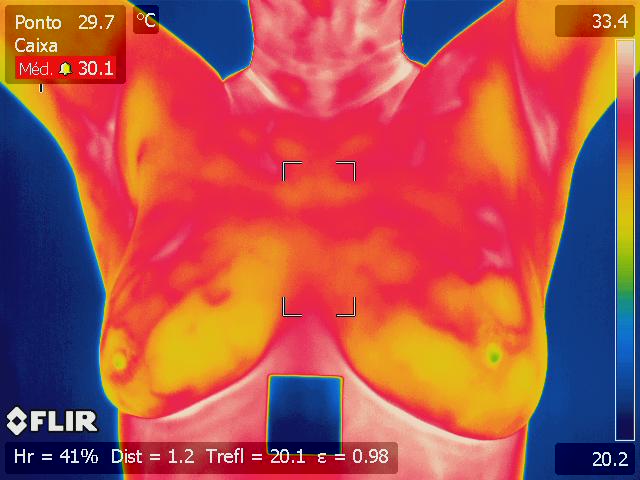 Ponto 29.7 °C
Caixa
Méd. 30.1
33.4
FLIR
Hr = 41% Dist = 1.2 Trefl = 20.1 ε = 0.98
20.2